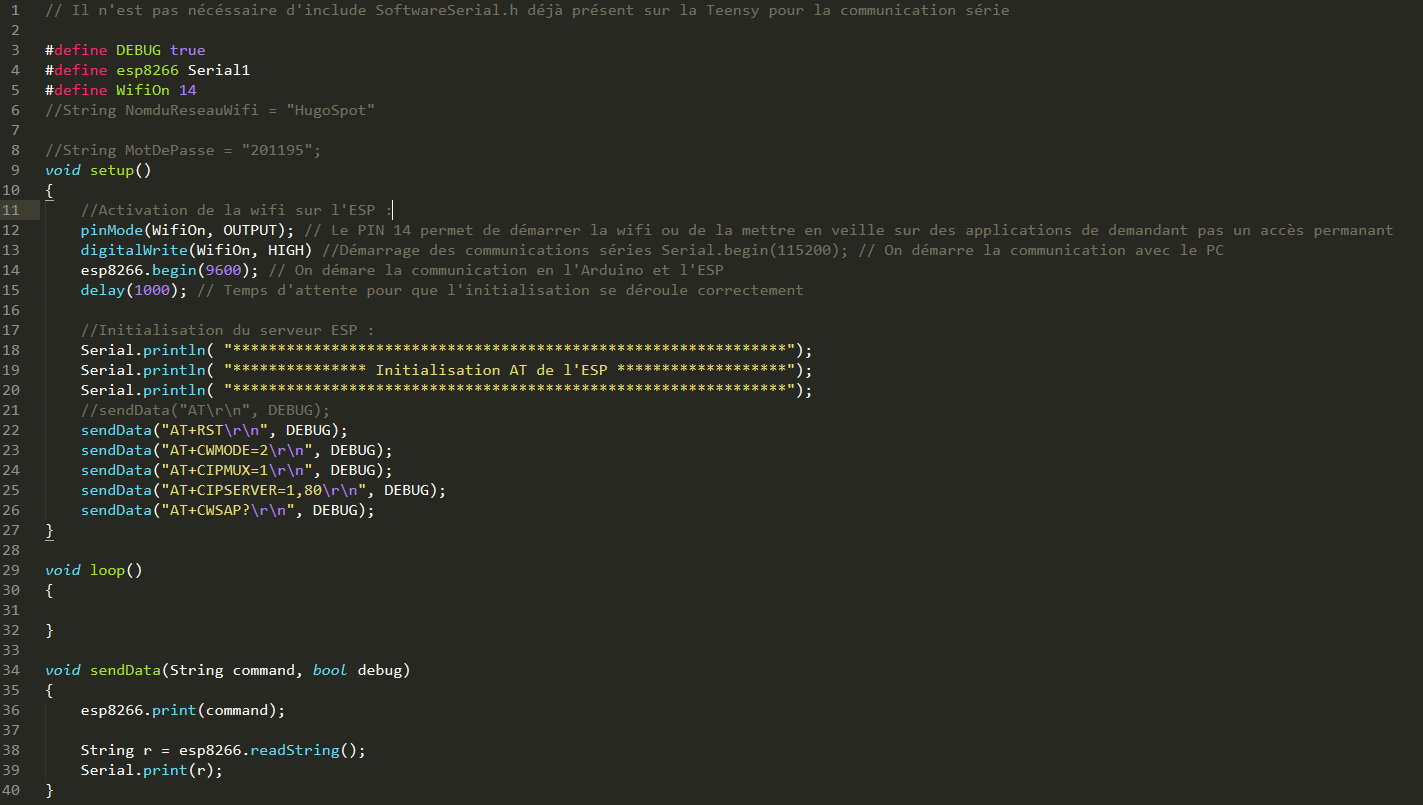 1 // Il n'est pas nécéssaire d'include SoftwareSerial.h déjà présent sur la Teensy pour la communication série
2
3 #define DEBUG true
4 #define esp8266 Serial1
5 #define WifiOn 14
6 //String NomduReseauWifi = "HugoSpot"
7
8 //String MotDePasse = "201195";
9 void setup()
10 {
11 //Activation de la wifi sur l'ESP :
12 pinMode(WifiOn, OUTPUT); // Le PIN 14 permet de démarrer la wifi ou de la mettre en veille sur des applications de demandant pas un accès permanant
13 digitalWrite(WifiOn, HIGH) //Démarrage des communications séries Serial.begin(115200); // On démarre la communication avec le PC
14 esp8266.begin(9600); // On démare la communication en l'Arduino et l'ESP
15 delay(1000); // Temps d'attente pour que l'initialisation se déroule correctement
16
17 //Initialisation du serveur ESP :
18 Serial.println( "**************************************************************");
19 Serial.println( "*************** Initialisation AT de l'ESP *******************");
20 Serial.println( "**************************************************************");
21 //sendData("AT\r\n", DEBUG);
22 sendData("AT+RST\r\n", DEBUG);
23 sendData("AT+CWMODE=2\r\n", DEBUG);
24 sendData("AT+CIPMUX=1\r\n", DEBUG);
25 sendData("AT+CIPSERVER=1,80\r\n", DEBUG);
26 sendData("AT+CWSAP?\r\n", DEBUG);
27 }
28
29 void loop()
30 {
31
32 }
33
34 void sendData(String command, bool debug)
35 {
36 esp8266.print(command);
37
38 String r = esp8266.readString();
39 Serial.print(r);
40 }